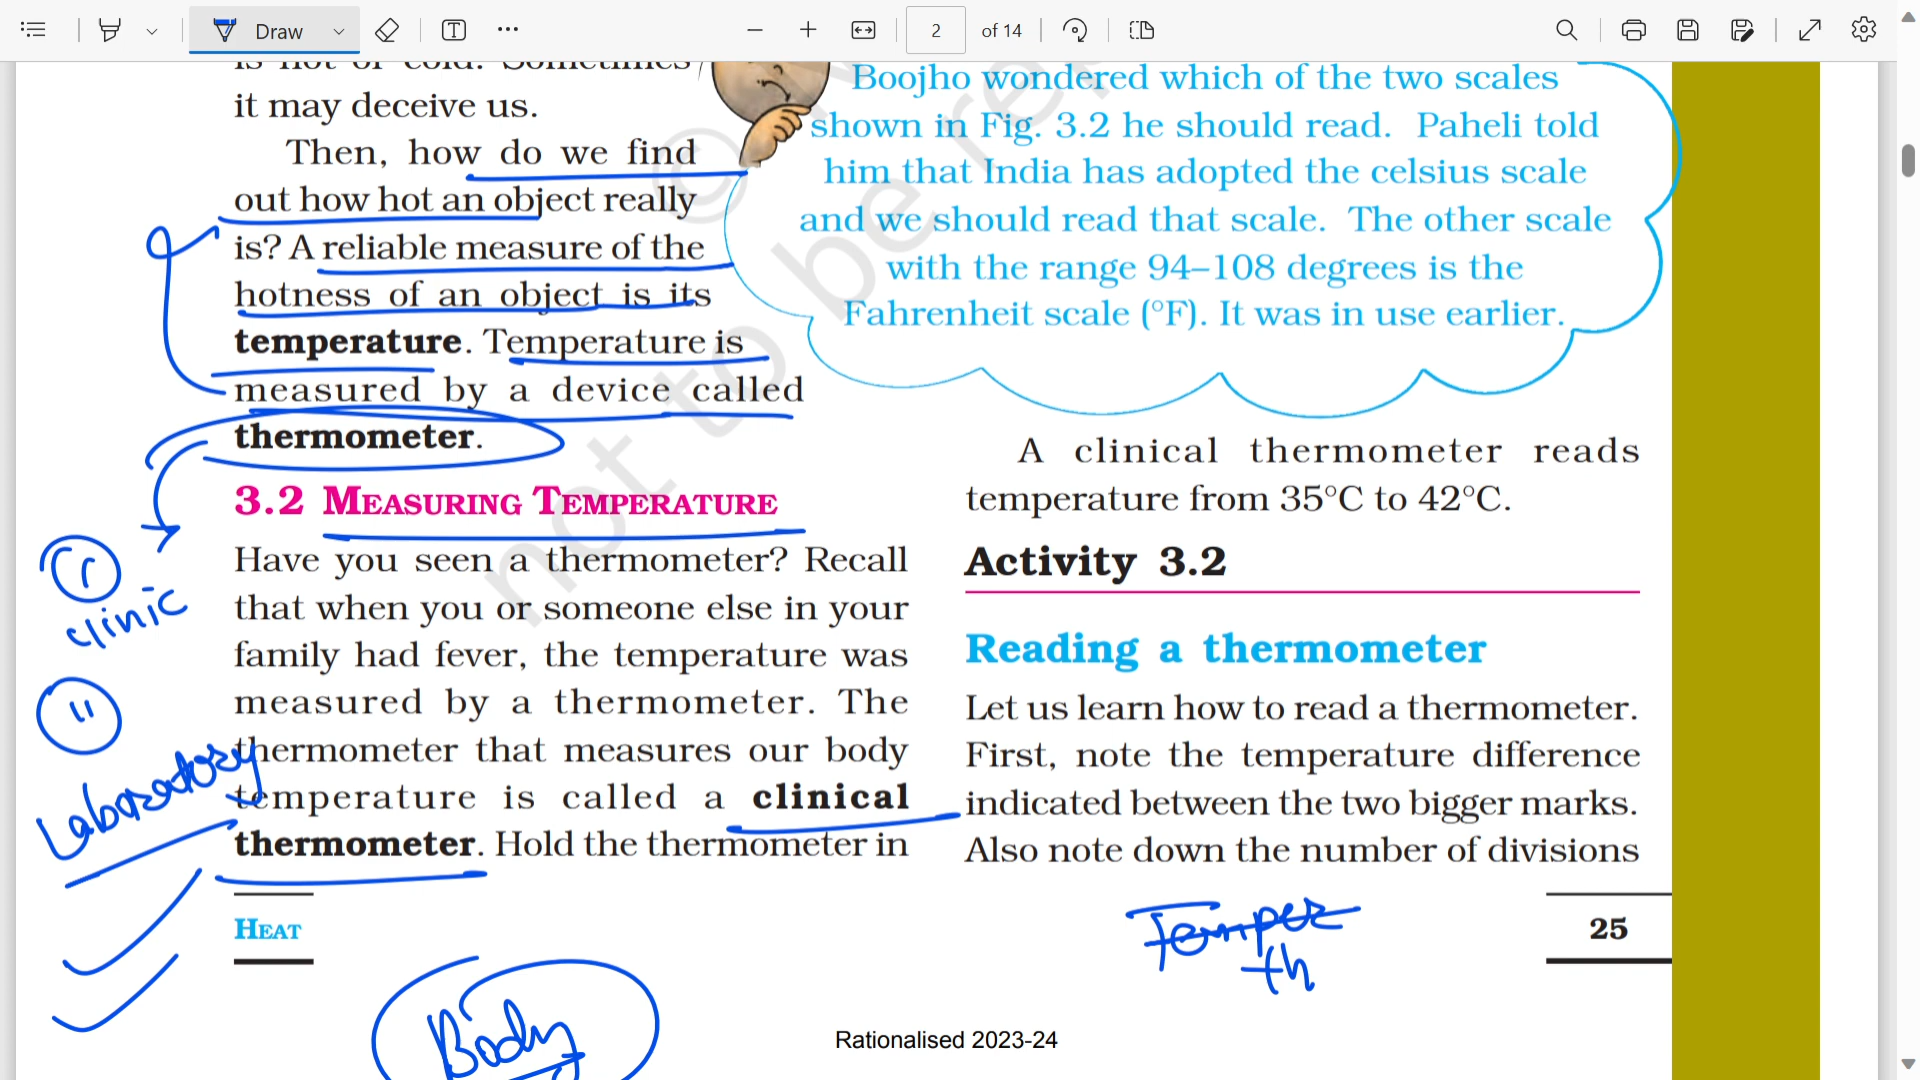 Draw
2
of 14
it may deceive us.
Then, how do we find
out how hot an object really
is? A reliable measure of the
hotness of an object is its
temperature. Temperature is
measured by a device called
thermometer.
3.2 MEASURING TEMPERATURE
Have you seen a thermometer? Recall
that when you or someone else in your
family had fever, the temperature was
measured by a thermometer. The
thermometer that measures our body
temperature is called a clinical
thermometer. Hold the thermometer in
HEAT
clinic
Laboratory
Body
Boojho wondered which of the two scales
shown in Fig. 3.2 he should read. Paheli told
him that India has adopted the celsius scale
and we should read that scale. The other scale
with the range 94–108 degrees is the
Fahrenheit scale (°F). It was in use earlier.
A clinical thermometer reads
temperature from 35°C to 42°C.
Activity 3.2
Reading a thermometer
Let us learn how to read a thermometer.
First, note the temperature difference
indicated between the two bigger marks.
Also note down the number of divisions
th
25
Rationalised 2023-24
© not to be rep